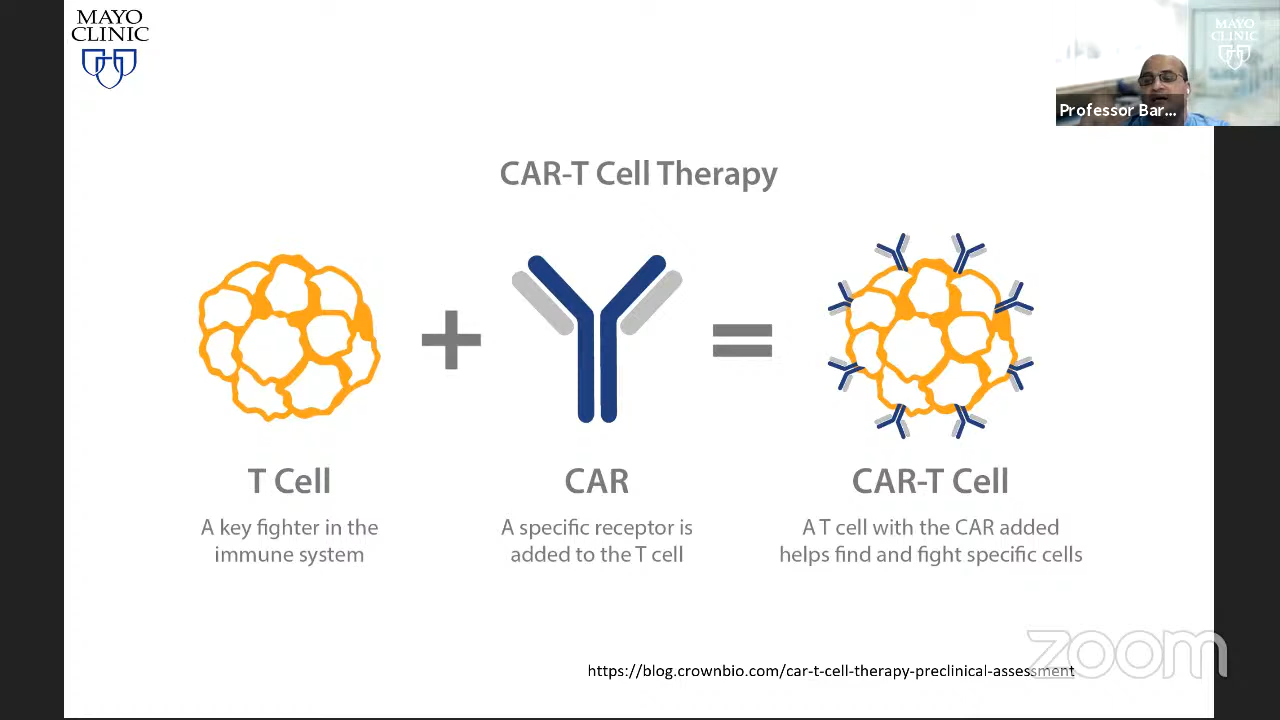 MAYO
CLINIC
MAYO
CLINIC
Professor Bar...
CAR-T Cell Therapy
T Cell
A key fighter in the
immune system
CAR
A specific receptor is
added to the T cell
CAR-T Cell
A T cell with the CAR added
helps find and fight specific cells
zoom
https://blog.crownbio.com/car-t-cell-therapy-preclinical-assessment